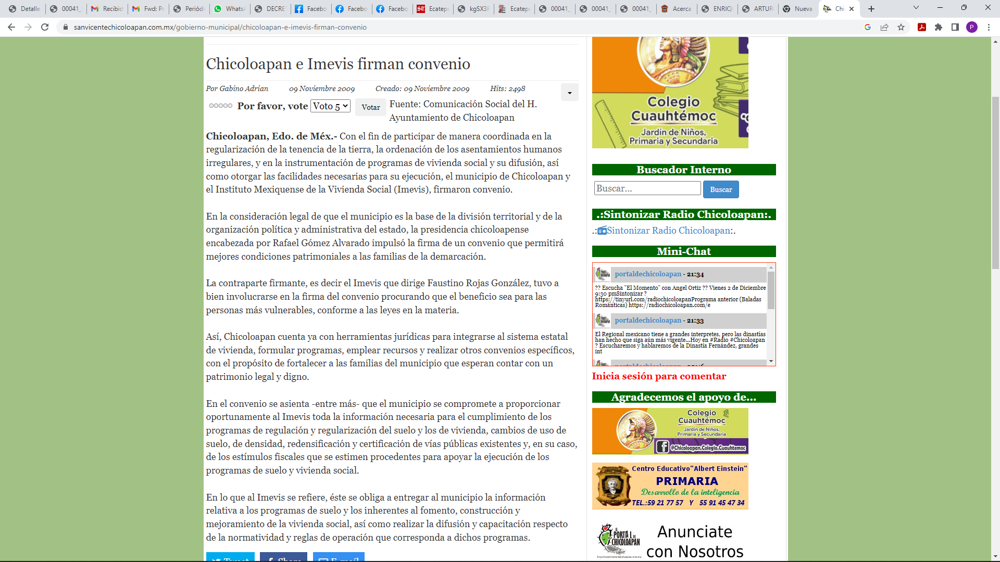 Detalle
00041_
Recibid
Fwd: Pr
Periódi
Whats
DECRE
Facebo
Facebo
Facebo
Ecatep
kgSX3F
Ecatep
00041_
00041_
00041_
Acerca
ENRIQU
ARTUR
Nueva
Chi
sanvicentechicoloapan.com.mx/gobierno-municipal/chicoloapan-e-imevis-firman-convenio
P
Chicoloapan e Imevis firman convenio
Por Gabino Adrian 09 Noviembre 2009 Creado: 09 Noviembre 2009 Hits: 2498
Por favor, vote Voto 5 Votar
Fuente: Comunicación Social del H.
Ayuntamiento de Chicoloapan
Chicoloapan, Edo. de Méx.- Con el fin de participar de manera coordinada en la
regularización de la tenencia de la tierra, la ordenación de los asentamientos humanos
irregulares, y en la instrumentación de programas de vivienda social y su difusión, así
como otorgar las facilidades necesarias para su ejecución, el municipio de Chicoloapan y
el Instituto Mexiquense de la Vivienda Social (Imevis), firmaron convenio.
En la consideración legal de que el municipio es la base de la división territorial y de la
organización política y administrativa del estado, la presidencia chicoloapense
encabezada por Rafael Gómez Alvarado impulsó la firma de un convenio que permitirá
mejores condiciones patrimoniales a las familias de la demarcación.
La contraparte firmante, es decir el Imevis que dirige Faustino Rojas González, tuvo a
bien involucrarse en la firma del convenio procurando que el beneficio sea para las
personas más vulnerables, conforme a las leyes en la materia.
Así, Chicoloapan cuenta ya con herramientas jurídicas para integrarse al sistema estatal
de vivienda, formular programas, emplear recursos y realizar otros convenios específicos,
con el propósito de fortalecer a las familias del municipio que esperan contar con un
patrimonio legal y digno.
En el convenio se asienta -entre más- que el municipio se compromete a proporcionar
oportunamente al Imevis toda la información necesaria para el cumplimiento de los
programas de regulación y regularización del suelo y los de vivienda, cambios de uso de
suelo, de densidad, redensificación y certificación de vías públicas existentes y, en su caso,
de los estímulos fiscales que se estimen procedentes para apoyar la ejecución de los
programas de suelo y vivienda social.
En lo que al Imevis se refiere, éste se obliga a entregar al municipio la información
relativa a los programas de suelo y los inherentes al fomento, construcción y
mejoramiento de la vivienda social, así como realizar la difusión y capacitación respecto
de la normatividad y reglas de operación que corresponda a dichos programas.
Tweet Share E-mail
Colegio
Cuauhtémoc
Jardín de Niños,
Primaria y Secundaria
Buscador Interno
Buscar... Buscar
.:Sintonizar Radio Chicoloapan:.
.:Sintonizar Radio Chicoloapan:.
Mini-Chat
portaldechicoloapan - 21:34
?? Escucha "El Momento" con Angel Ortiz ?? Vienes 2 de Diciembre
9:30 pmSintonizar ?
https://tinyurl.com/radiochicoloapanPrograma anterior (Baladas
Románticas) https://radiochicoloapan.com/e
portaldechicoloapan - 21:33
El Regional mexicano tiene a grandes interpretes, pero las dinastías
han hecho que siga aún más vigente...Hoy en #Radio #Chicoloapan
? Escucharemos y hablaremos de la Dinastía Fernández, grandes
int
Inicia sesión para comentar
Agradecemos el apoyo de...
Colegio
Cuauhtémoc
Jardín de Niños,
Primaria y Secundaria
@Chicoloapan.Colegio.Cuauhtemoc
Centro Educativo"Albert Einstein"
PRIMARIA
Desarrollo de la inteligencia
TEL.:59 21 77 57 Y 55 91 45 47 34
EL PORTAL DE
CHICOLOAPAN
http://sanvicentechicoloapan.com.mx
Anunciate
con Nosotros